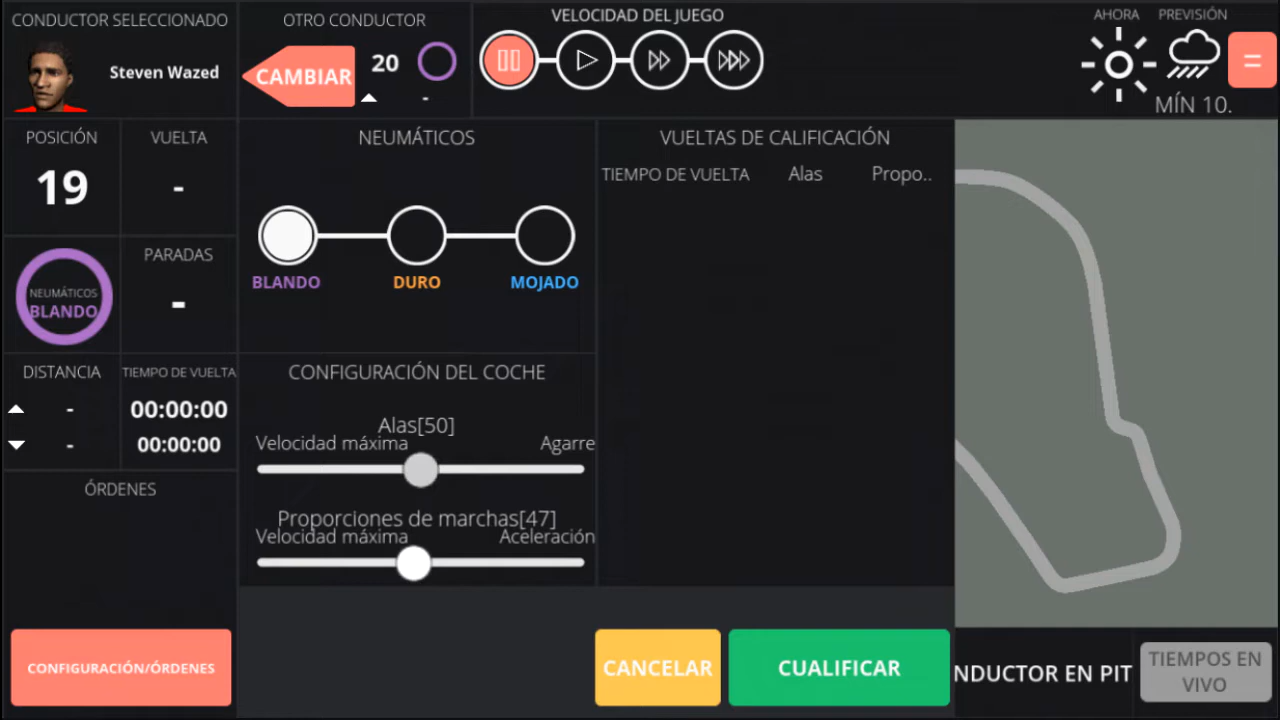 CONDUCTOR SELECCIONADO
Steven Wazed
OTRO CONDUCTOR
CAMBIAR
20
-
VELOCIDAD DEL JUEGO
AHORA
PREVISIÓN
MÍN 10.
POSICIÓN
19
VUELTA
-
NEUMÁTICOS
BLANDO
PARADAS
-
DISTANCIA
-
-
TIEMPO DE VUELTA
00:00:00
00:00:00
ÓRDENES
CONFIGURACIÓN/ÓRDENES
NEUMÁTICOS
BLANDO
DURO
MOJADO
CONFIGURACIÓN DEL COCHE
Alas[50]
Velocidad máxima
Agarre
Proporciones de marchas[47]
Velocidad máxima
Aceleración
VUELTAS DE CALIFICACIÓN
TIEMPO DE VUELTA
Alas
Propo..
CANCELAR
CUALIFICAR
NDUCTOR EN PIT
TIEMPOS EN
VIVO